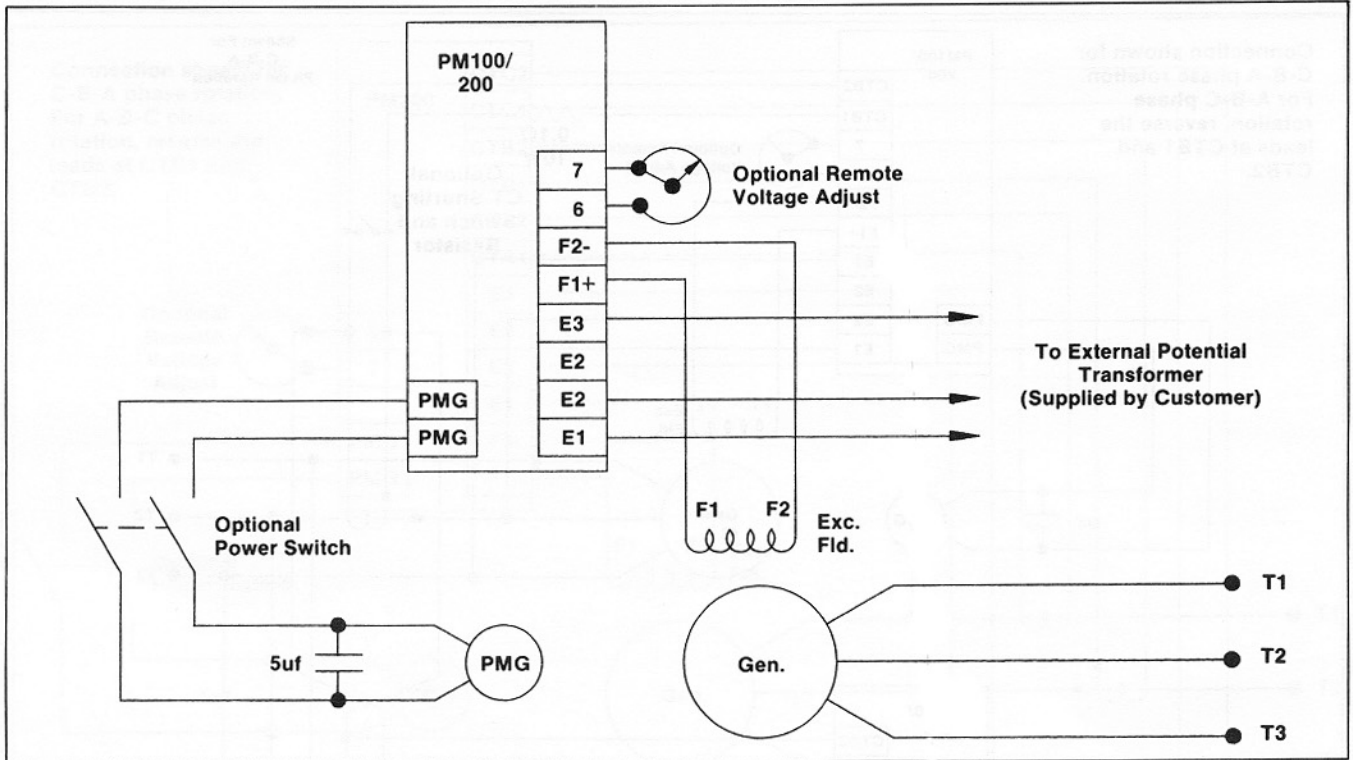 PM100/
200
7
6
F2-
F1+
E3
E2
E2
E1
PMG
PMG
Optional Remote
Voltage Adjust
To External Potential
Transformer
(Supplied by Customer)
Optional
Power Switch
F1 F2
Exc.
Fld.
5uf
PMG
Gen.
T1
T2
T3